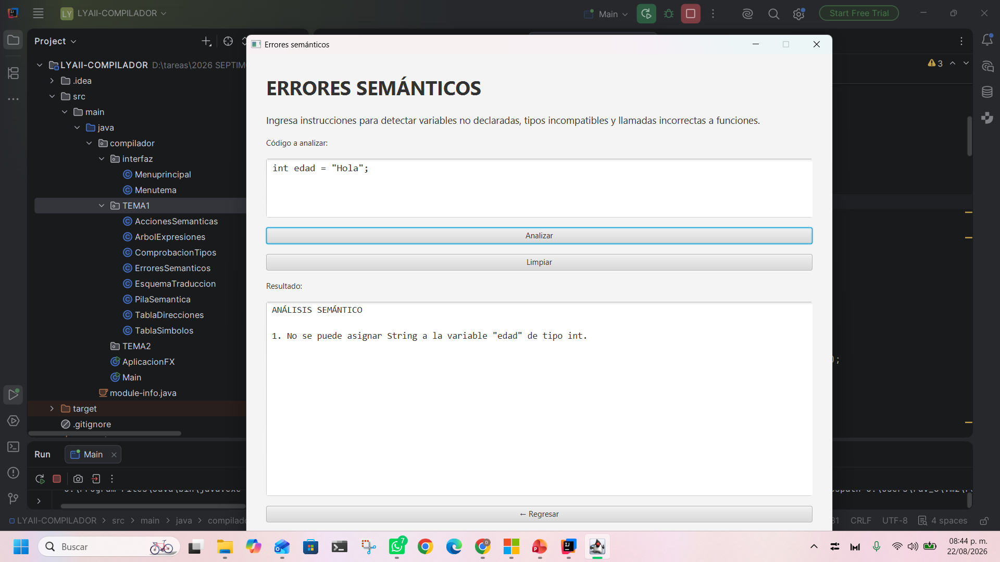 LY LYAII-COMPILADOR
Main
Start Free Trial
Project
LYAII-COMPILADOR D:\tareas\2026 SEPTIM
.idea
src
main
java
compilador
interfaz
Menuprincipal
Menutema
TEMA1
AccionesSemanticas
ArbolExpresiones
ComprobacionTipos
ErroresSemanticos
EsquemaTraduccion
PilaSemantica
TablaDirecciones
TablaSimbolos
TEMA2
AplicacionFX
Main
module-info.java
target
.gitignore
3
);
Errores semánticos
ERRORES SEMÁNTICOS
Ingresa instrucciones para detectar variables no declaradas, tipos incompatibles y llamadas incorrectas a funciones.
Código a analizar:
int edad = "Hola";
Analizar
Limpiar
Resultado:
ANÁLISIS SEMÁNTICO
1. No se puede asignar String a la variable "edad" de tipo int.
← Regresar
Run
Main
LYAII-COMPILADOR > src > main > java > compilad
CRLF UTF-8 4 spaces
Buscar
7
08:44 p. m.
22/08/2026